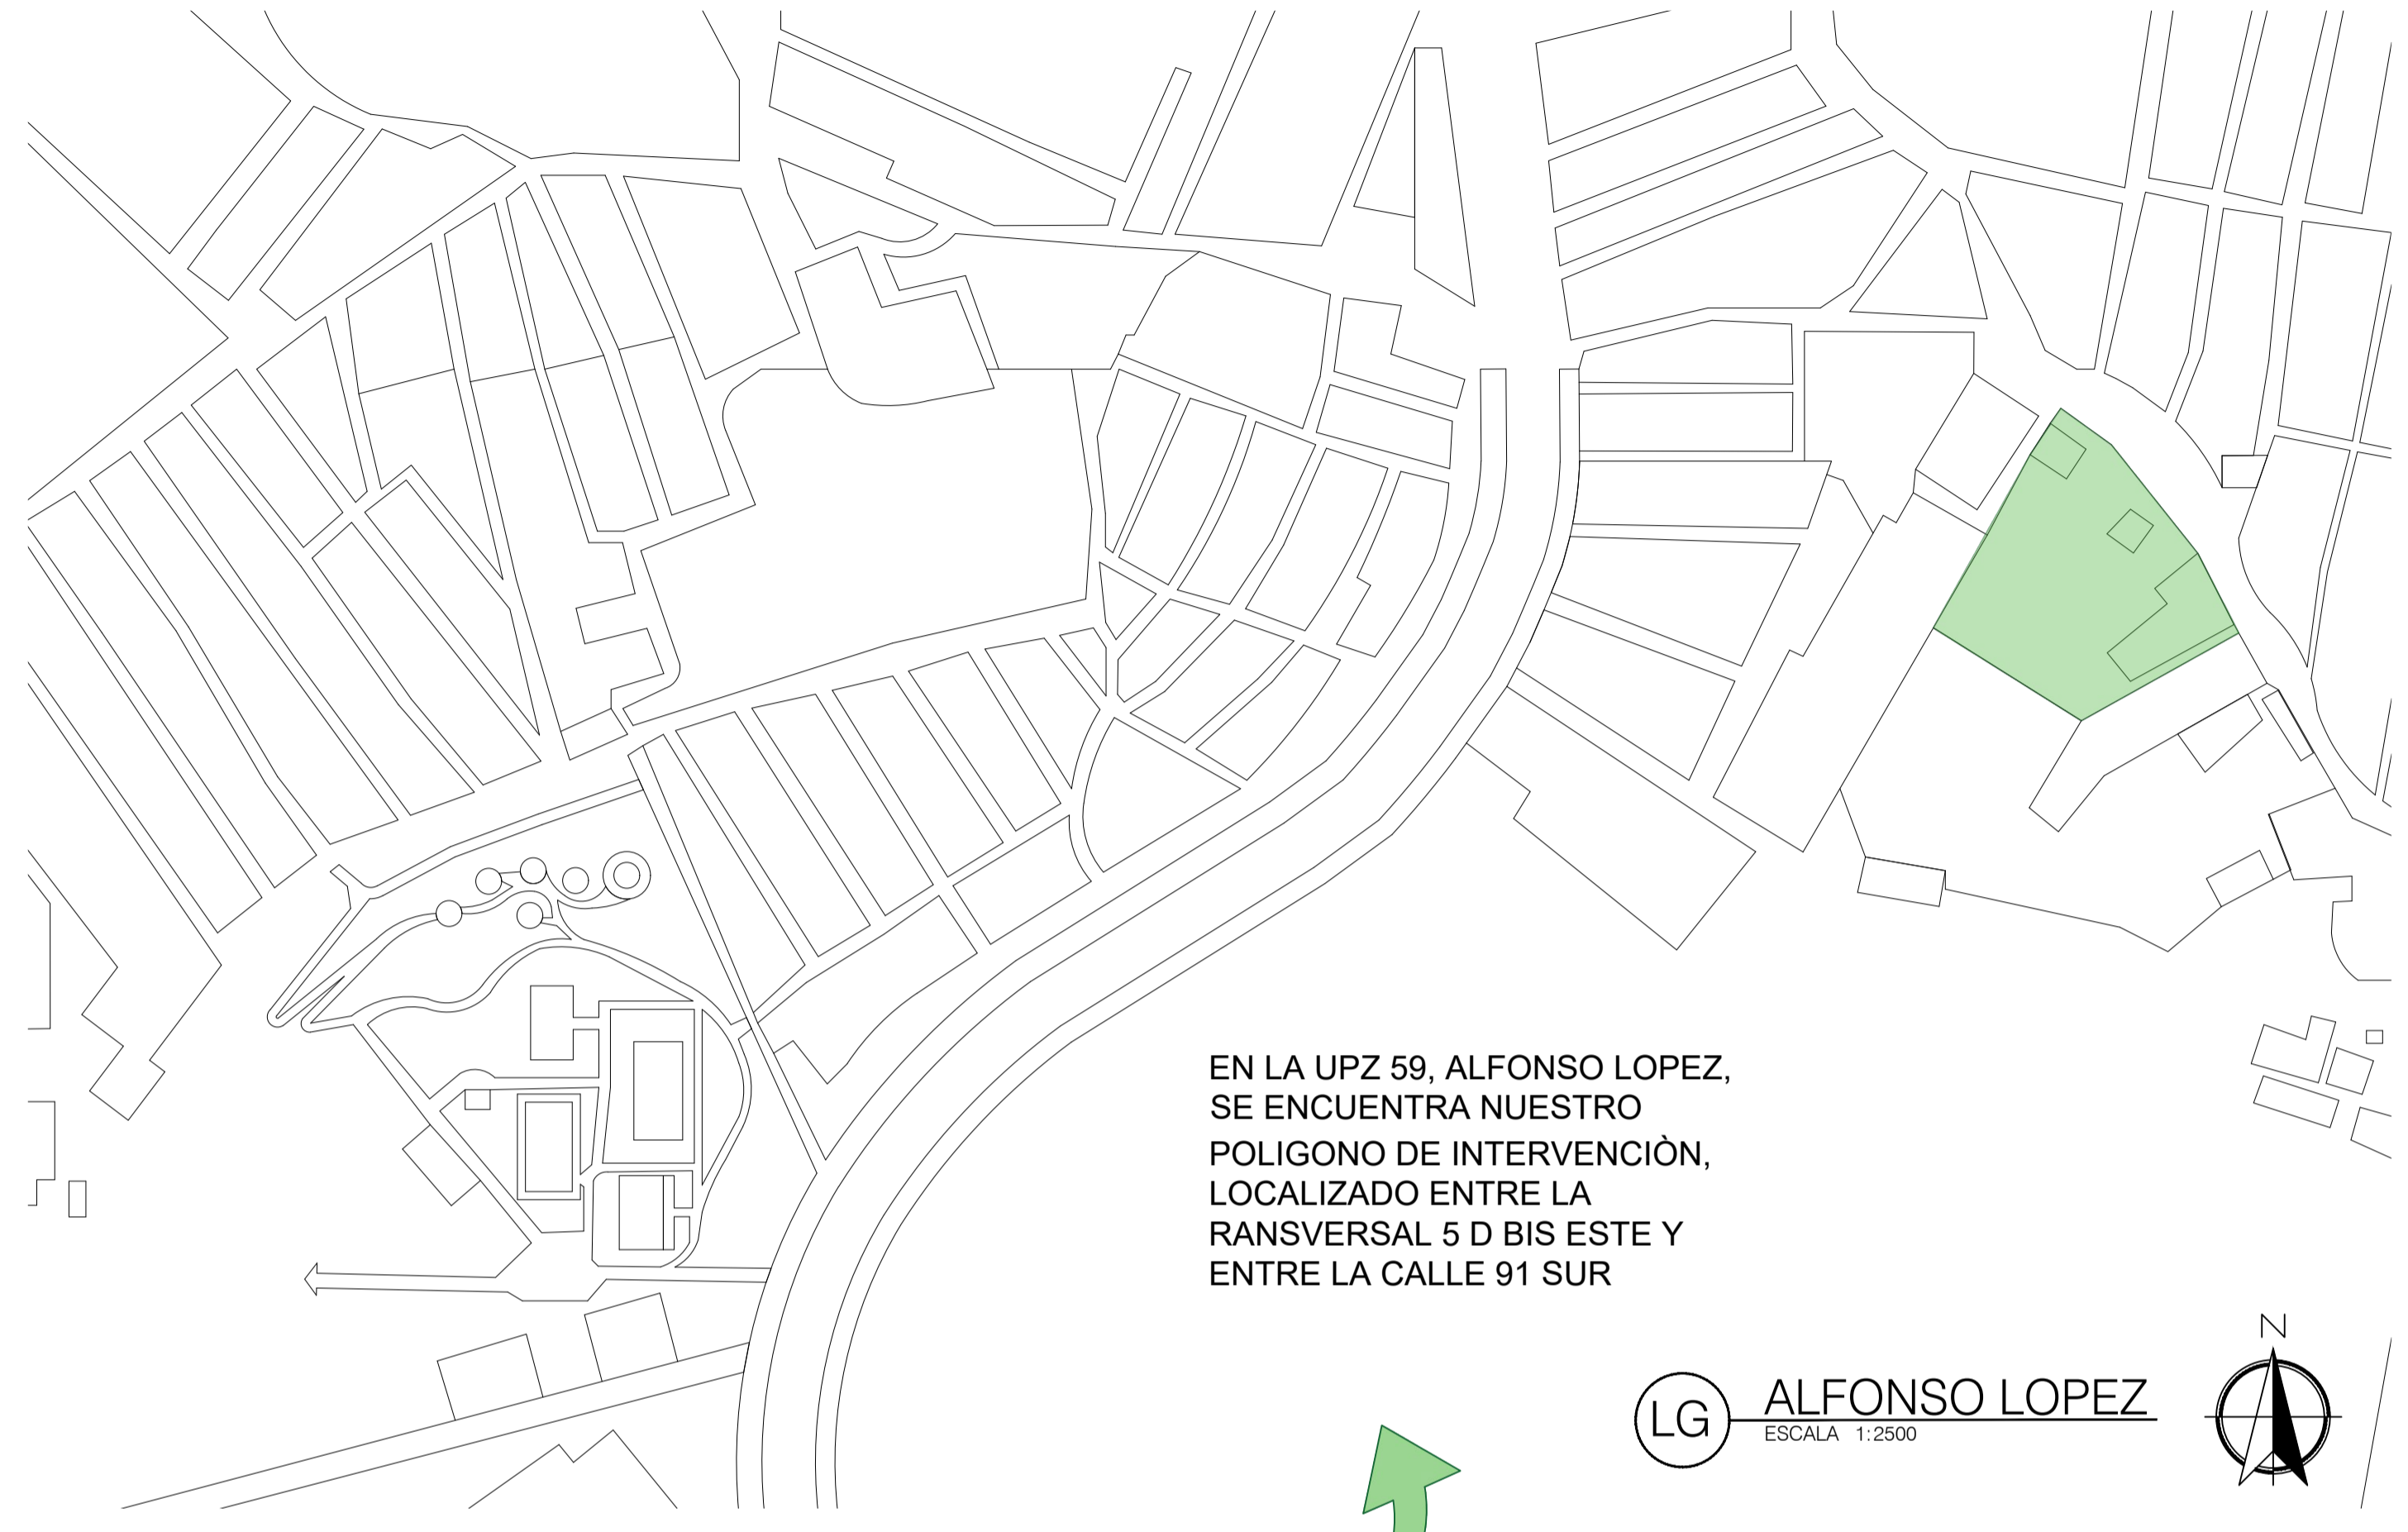 EN LA UPZ 59, ALFONSO LOPEZ,
SE ENCUENTRA NUESTRO
POLIGONO DE INTERVENCIÒN,
LOCALIZADO ENTRE LA
RANSVERSAL 5 D BIS ESTE Y
ENTRE LA CALLE 91 SUR
N
LG
ALFONSO LOPEZ
ESCALA 1:2500